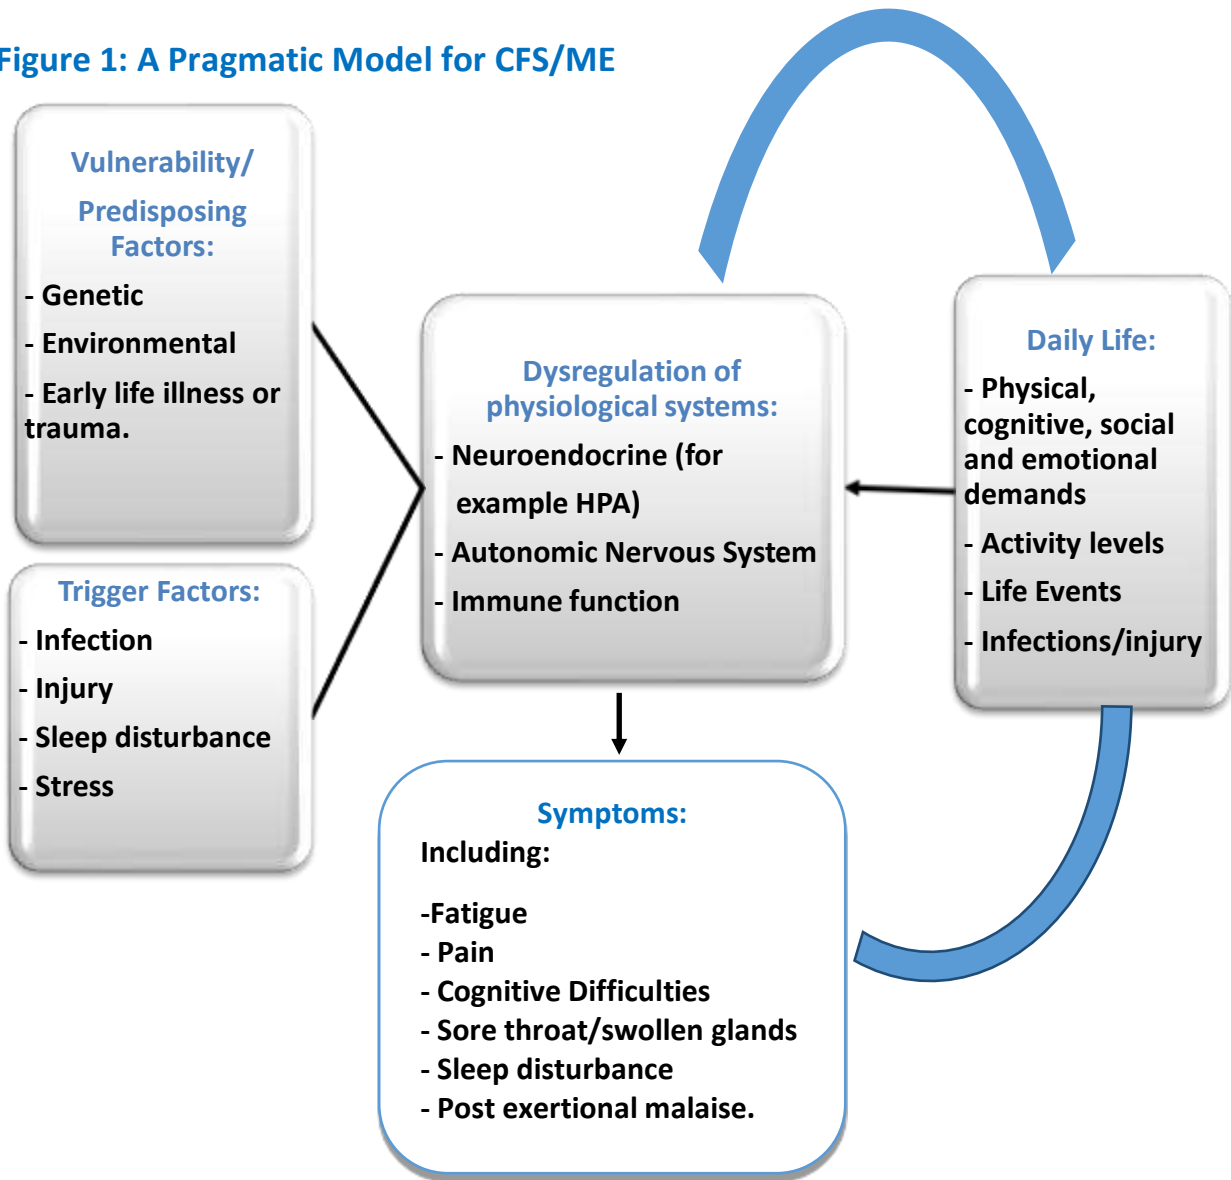 Figure 1: A Pragmatic Model for CFS/ME
Vulnerability/
Predisposing
Factors:
- Genetic
- Environmental
- Early life illness or
trauma.
Trigger Factors:
- Infection
- Injury
- Sleep disturbance
- Stress
Dysregulation of
physiological systems:
- Neuroendocrine (for
example HPA)
- Autonomic Nervous System
- Immune function
Daily Life:
- Physical,
cognitive, social
and emotional
demands
- Activity levels
- Life Events
- Infections/injury
Symptoms:
Including:
-Fatigue
- Pain
- Cognitive Difficulties
- Sore throat/swollen glands
- Sleep disturbance
- Post exertional malaise.